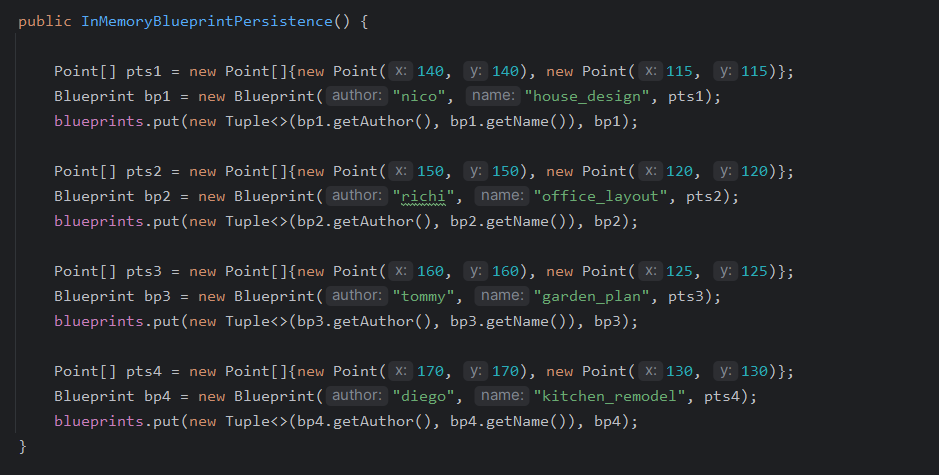 public InMemoryBlueprintPersistence() {
Point[] pts1 = new Point[]{new Point( x: 140, y: 140), new Point( x: 115, y: 115)};
Blueprint bp1 = new Blueprint( author: "nico", name: "house_design", pts1);
blueprints.put(new Tuple<>(bp1.getAuthor(), bp1.getName()), bp1);
Point[] pts2 = new Point[]{new Point( x: 150, y: 150), new Point( x: 120, y: 120)};
Blueprint bp2 = new Blueprint( author: "richi", name: "office_layout", pts2);
blueprints.put(new Tuple<>(bp2.getAuthor(), bp2.getName()), bp2);
Point[] pts3 = new Point[]{new Point( x: 160, y: 160), new Point( x: 125, y: 125)};
Blueprint bp3 = new Blueprint( author: "tommy", name: "garden_plan", pts3);
blueprints.put(new Tuple<>(bp3.getAuthor(), bp3.getName()), bp3);
Point[] pts4 = new Point[]{new Point( x: 170, y: 170), new Point( x: 130, y: 130)};
Blueprint bp4 = new Blueprint( author: "diego", name: "kitchen_remodel", pts4);
blueprints.put(new Tuple<>(bp4.getAuthor(), bp4.getName()), bp4);
}